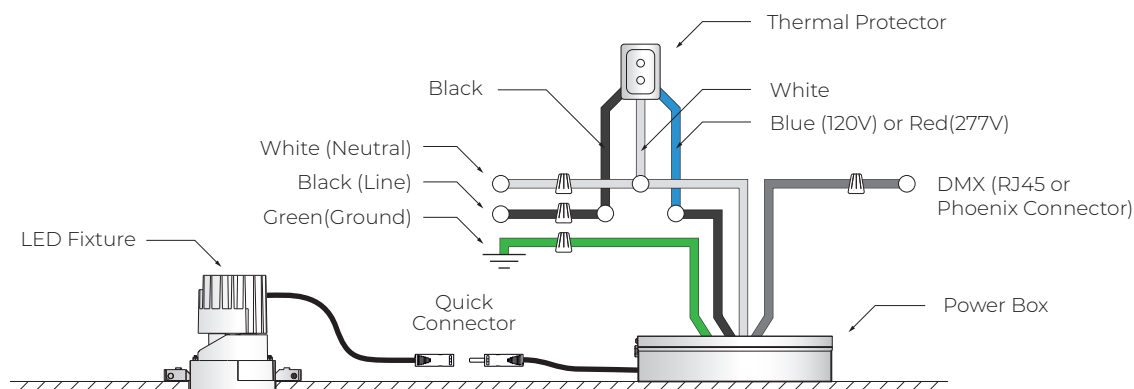 Thermal Protector
Black
White
Blue (120V) or Red(277V)
White (Neutral)
Black (Line)
Green(Ground)
DMX (RJ45 or
Phoenix Connector)
LED Fixture
Quick
Connector
Power Box